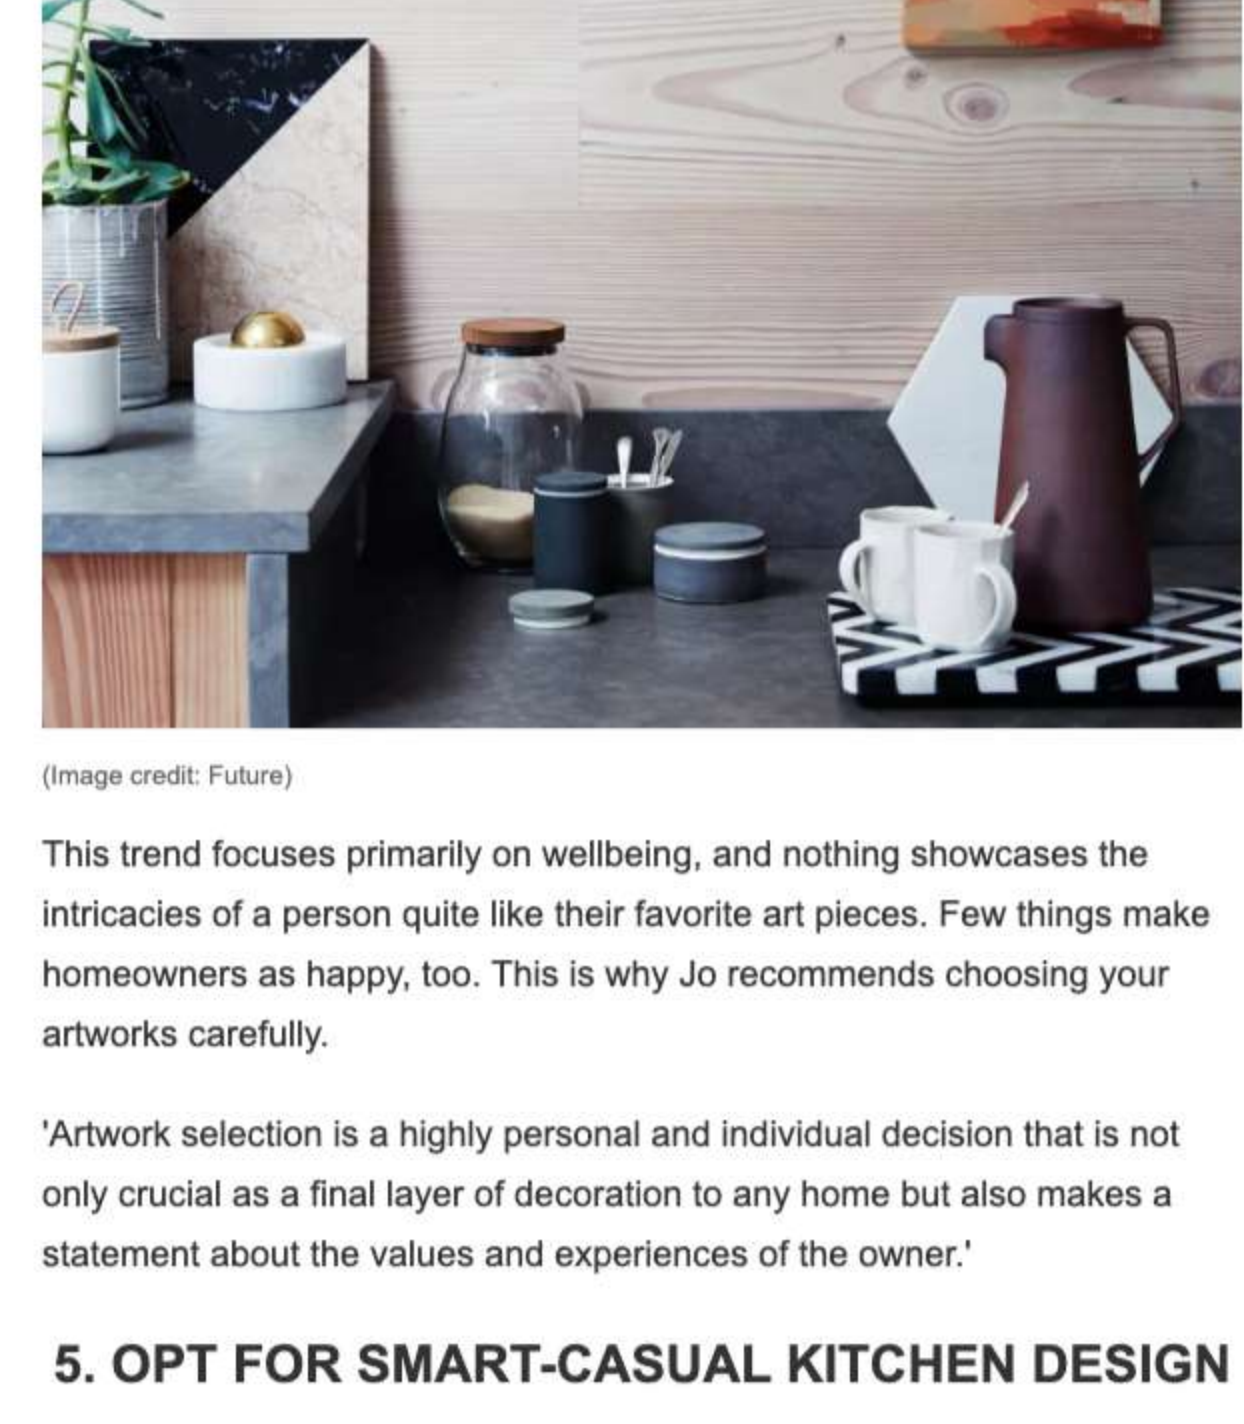 (Image credit: Future)
This trend focuses primarily on wellbeing, and nothing showcases the
intricacies of a person quite like their favorite art pieces. Few things make
homeowners as happy, too. This is why Jo recommends choosing your
artworks carefully.
'Artwork selection is a highly personal and individual decision that is not
only crucial as a final layer of decoration to any home but also makes a
statement about the values and experiences of the owner.'
5. OPT FOR SMART-CASUAL KITCHEN DESIGN